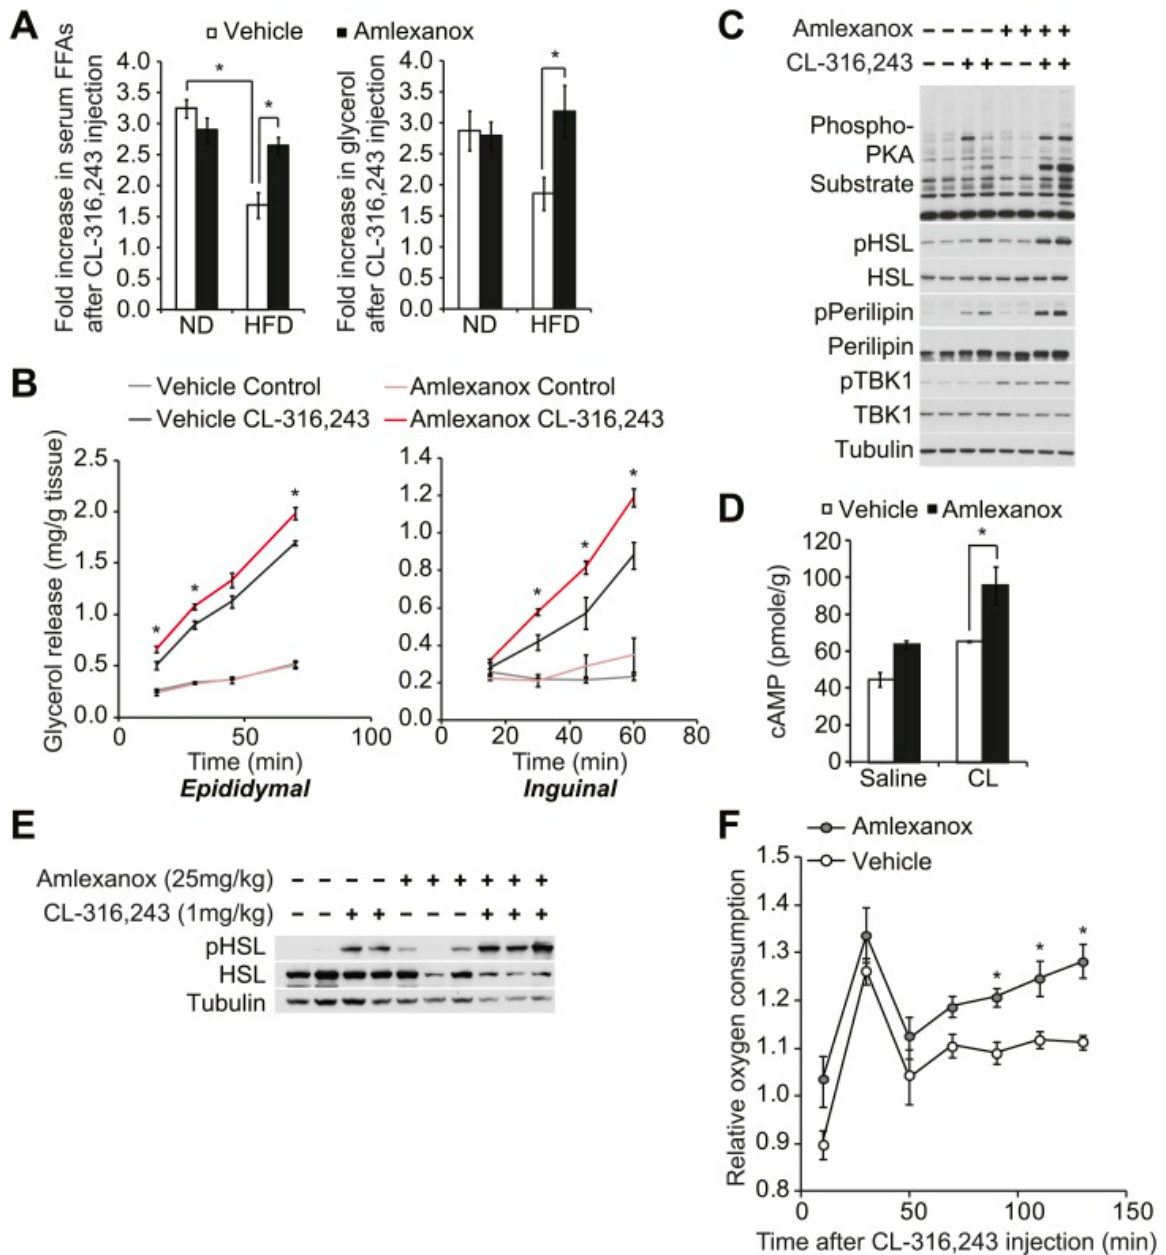 A
Vehicle Amlexanox
Fold increase in serum FFAs
after CL-316,243 injection
4.0
3.5
3.0
2.5
2.0
1.5
1.0
0.5
0.0
*
*
ND HFD
Fold increase in glycerol
after CL-316,243 injection
4.0
3.5
3.0
2.5
2.0
1.5
1.0
0.5
0.0
*
ND HFD
B
Vehicle Control Amlexanox Control
Vehicle CL-316,243 Amlexanox CL-316,243
Glycerol release (mg/g tissue)
2.5
2.0
1.5
1.0
0.5
0.0
* * *
0 50 100
Time (min)
Epididymal
1.4
1.2
1.0
0.8
0.6
0.4
0.2
0.0
* * *
0 20 40 60 80
Time (min)
Inguinal
C
Amlexanox − − − − + + + +
CL-316,243 − − + + − − + +
Phospho-
PKA
Substrate
pHSL
HSL
pPerilipin
Perilipin
pTBK1
TBK1
Tubulin
D
Vehicle Amlexanox
cAMP (pmole/g)
120
100
80
60
40
20
0
*
Saline CL
E
Amlexanox (25mg/kg) − − − − + + + + + +
CL-316,243 (1mg/kg) − − + + − − − + + +
pHSL
HSL
Tubulin
F
Amlexanox
Vehicle
Relative oxygen consumption
1.5
1.4
1.3
1.2
1.1
1.0
0.9
0.8
* * *
0 50 100 150
Time after CL-316,243 injection (min)